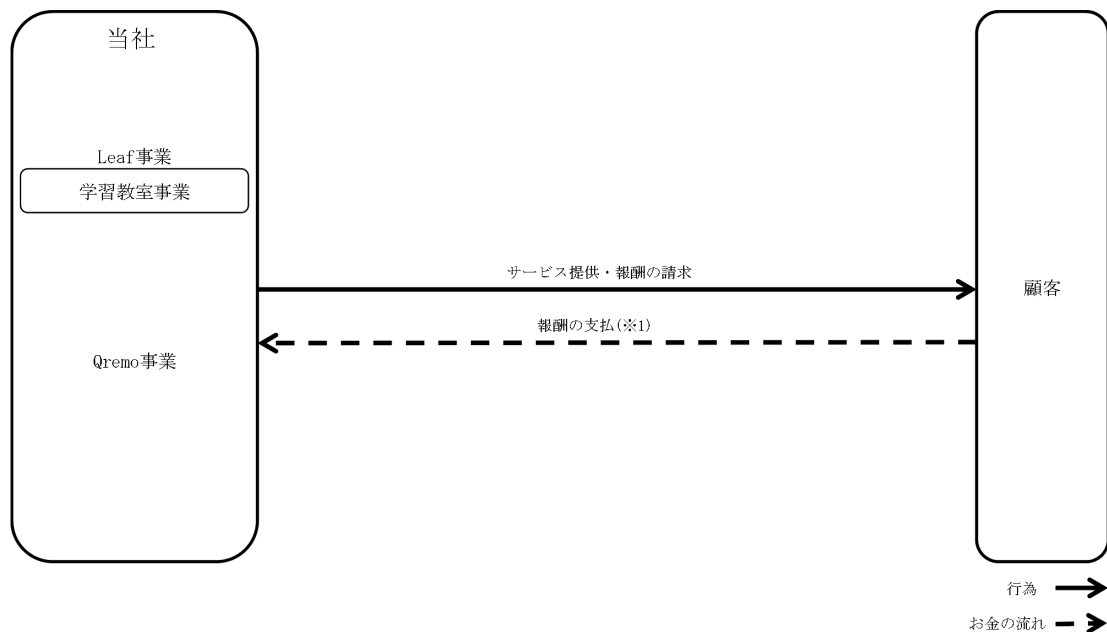 当社
Leaf事業
学習教室事業
サービス提供・報酬の請求
顧客
報酬の支払(※1)
Qremo事業
行為
お金の流れ